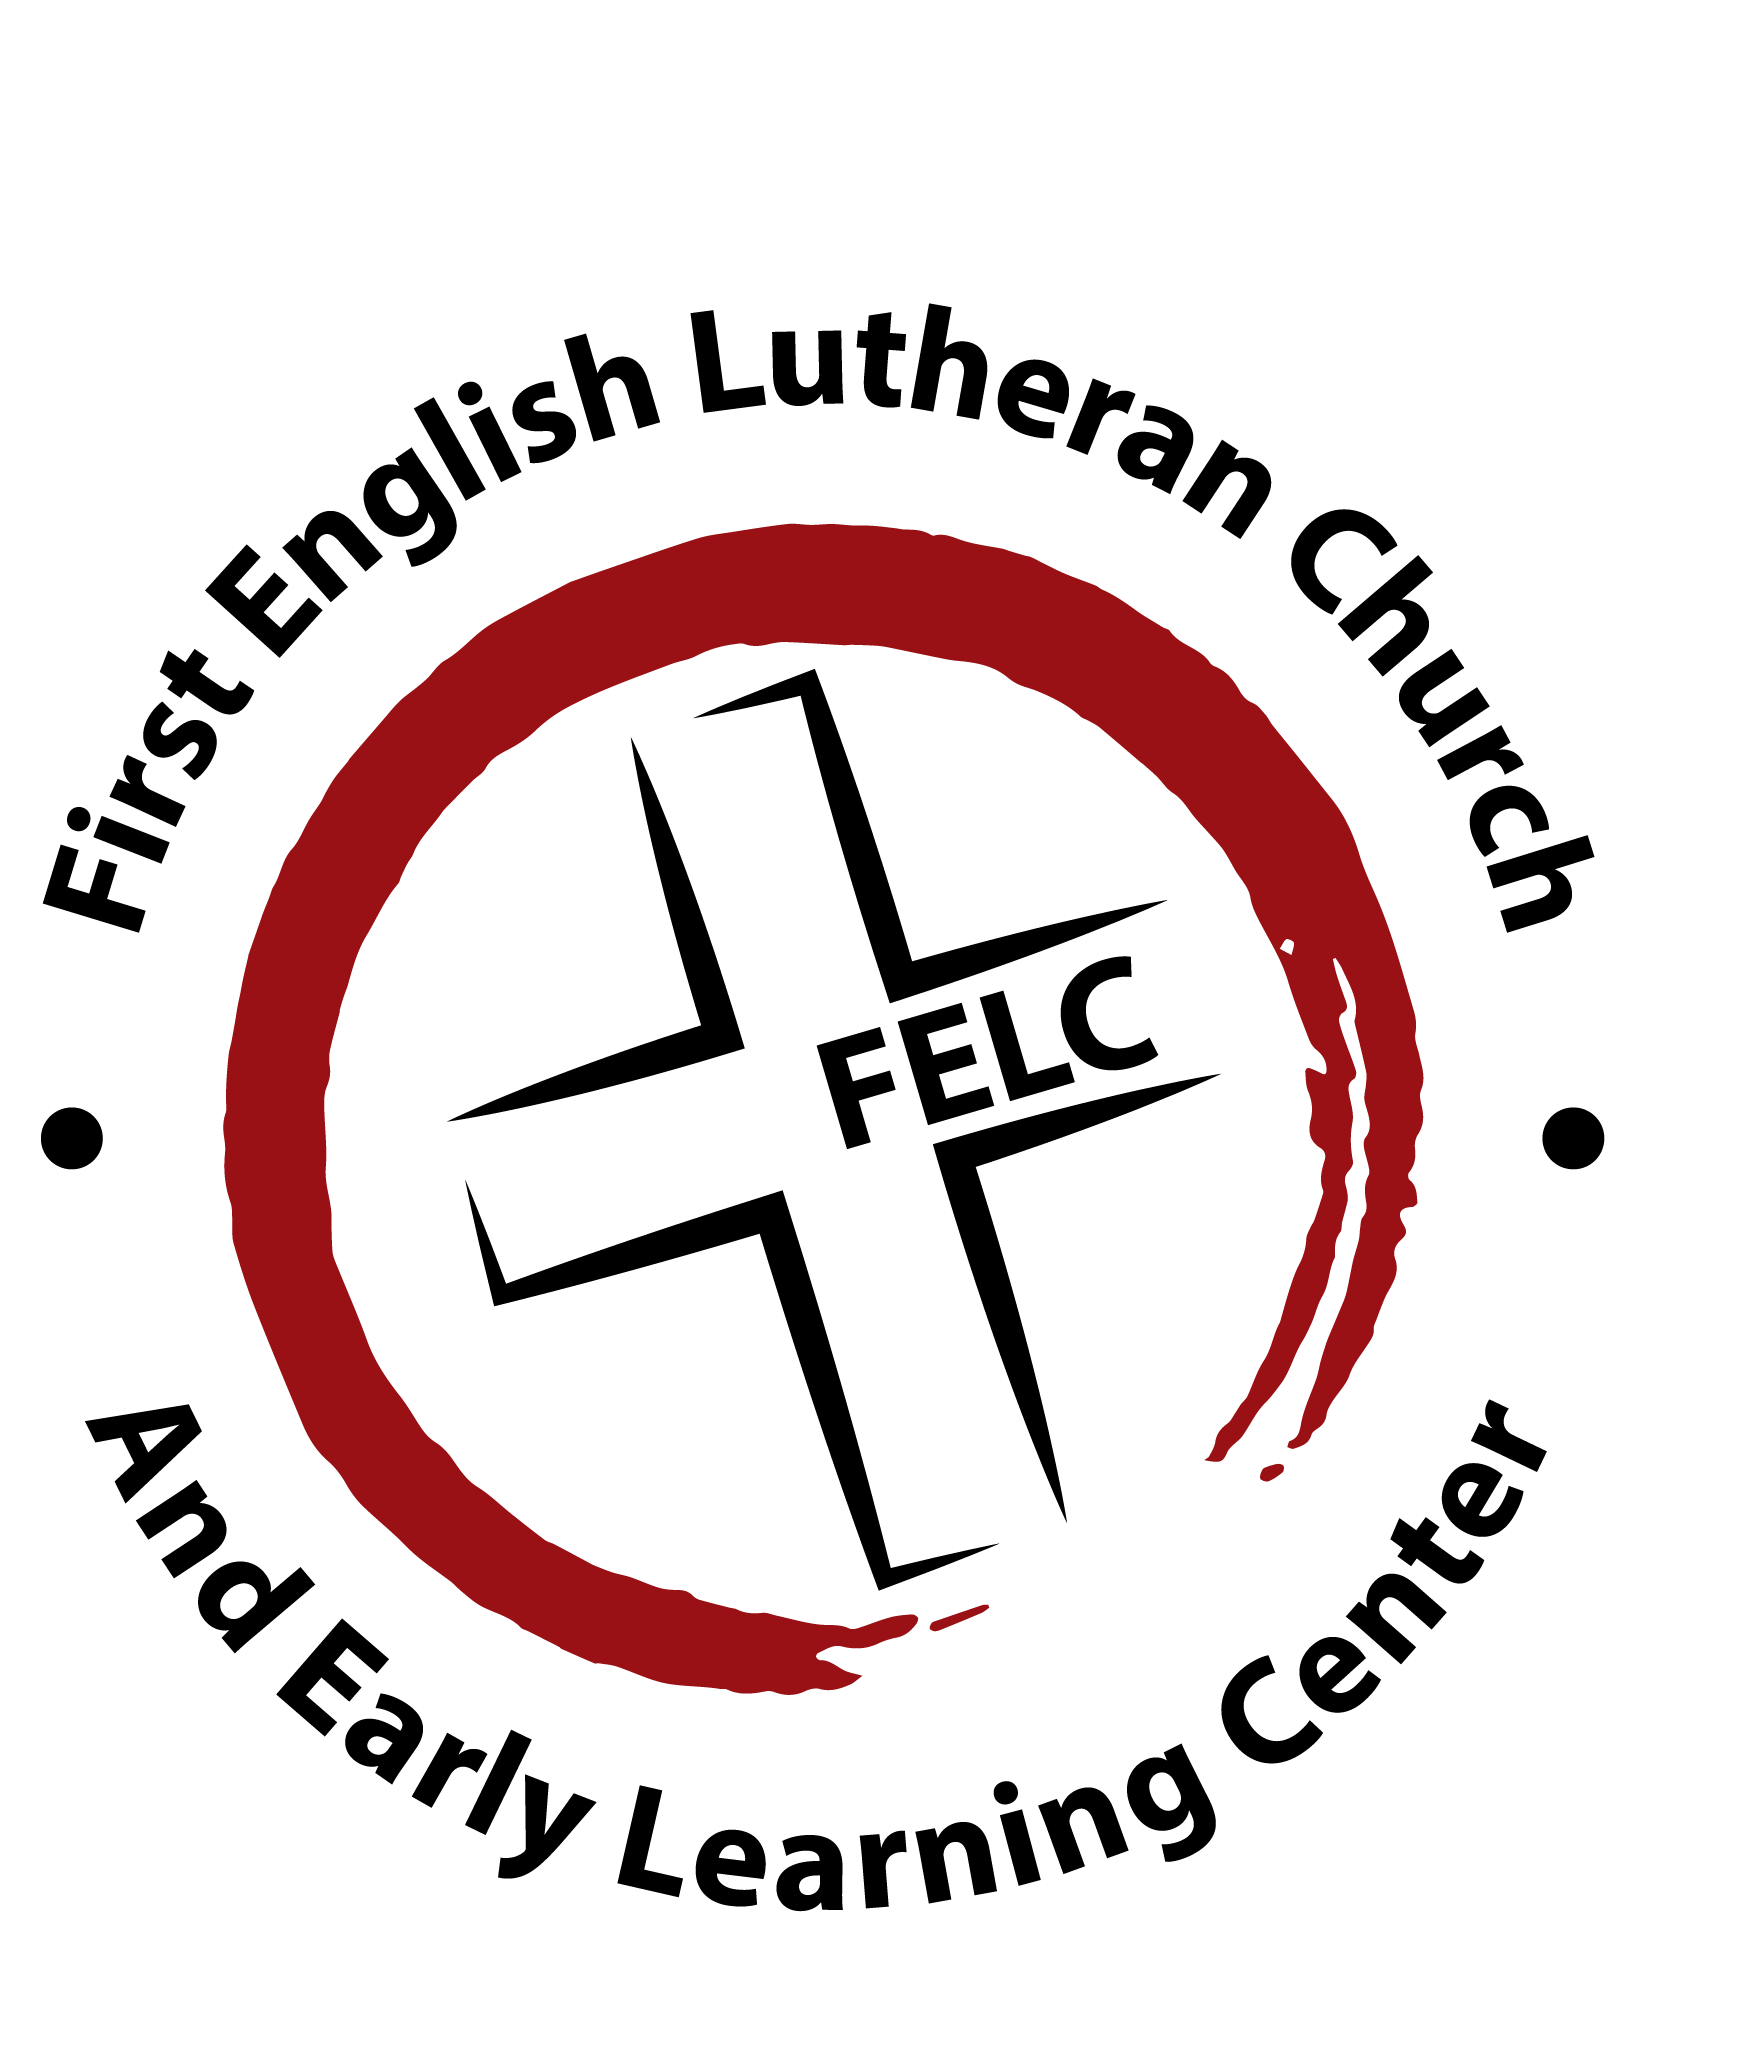 First English Lutheran Church
FELC
And Early Learning Center